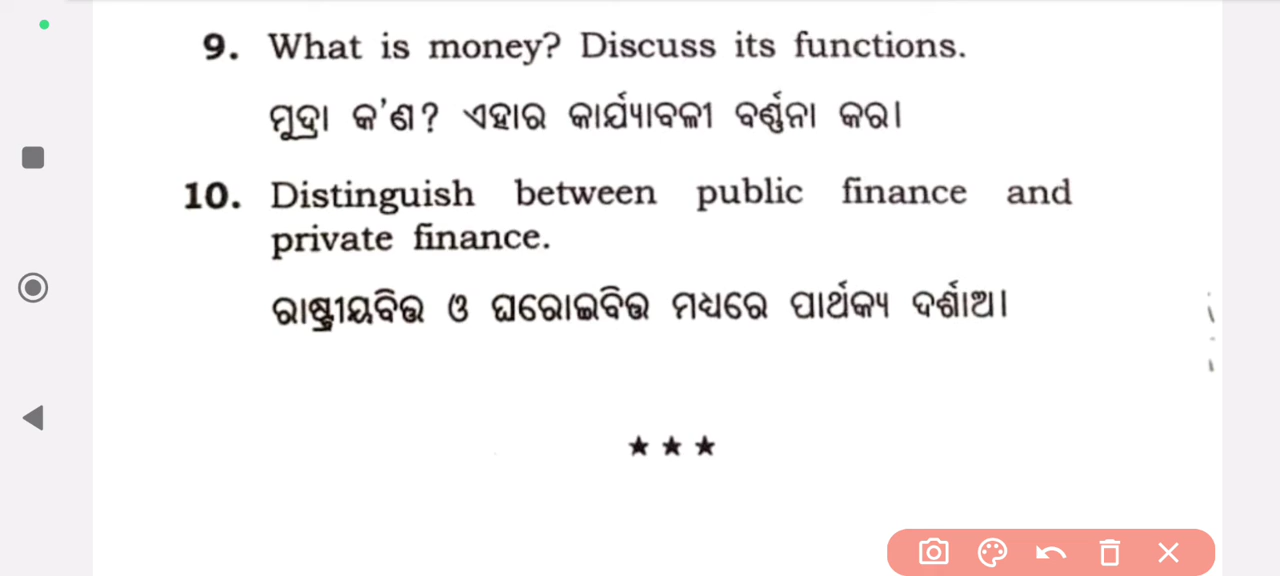 9. What is money? Discuss its functions.
ମୁଦ୍ରା କ'ଣ? ଏହାର କାର୍ଯ୍ୟାବଳୀ ବର୍ଣ୍ଣନା କର।
10. Distinguish between public finance and
private finance.
ରାଷ୍ଟ୍ରୀୟବିତ୍ତ ଓ ଘରୋଇବିତ୍ତ ମଧ୍ୟରେ ପାର୍ଥକ୍ୟ ଦର୍ଶାଅ।
★ ★ ★